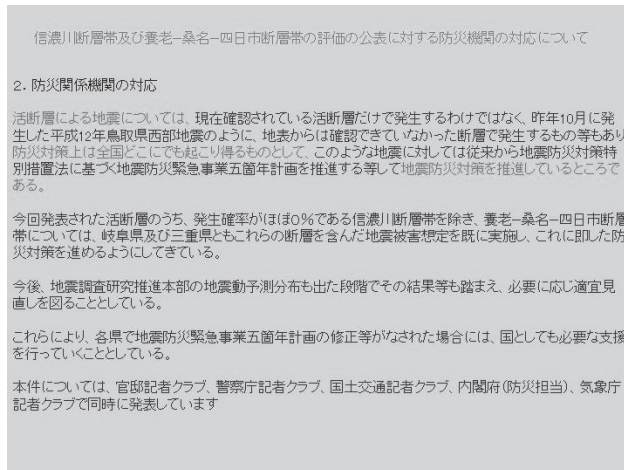 信濃川断層帯及び養老−桑名−四日市断層帯の評価の公表に対する防災機関の対応について
2．防災関係機関の対応
活断層による地震については、現在確認されている活断層だけで発生するわけではなく、昨年10月に発
生した平成12年鳥取県西部地震のように、地表からは確認できていなかった断層で発生するもの等もあり
防災対策上は全国どこにでも起こり得るものとして、このような地震に対しては従来から地震防災対策特
別措置法に基づく地震防災緊急事業五箇年計画を推進する等して地震防災対策を推進しているところで
ある。
今回発表された活断層のうち、発生確率がほぼ0％である信濃川断層帯を除き、養老−桑名−四日市断層
帯については、岐阜県及び三重県ともこれらの断層を含んだ地震被害想定を既に実施し、これに即した防
災対策を進めるようにしてきている。
今後、地震調査研究推進本部の地震動予測分布も出た段階でその結果等も踏まえ、必要に応じ適宜見
直しを図ることとしている。
これらにより、各県で地震防災緊急事業五箇年計画の修正等がなされた場合には、国としても必要な支援
を行っていくこととしている。
本件については、官邸記者クラブ、警察庁記者クラブ、国土交通記者クラブ、内閣府(防災担当)、気象庁
記者クラブで同時に発表しています